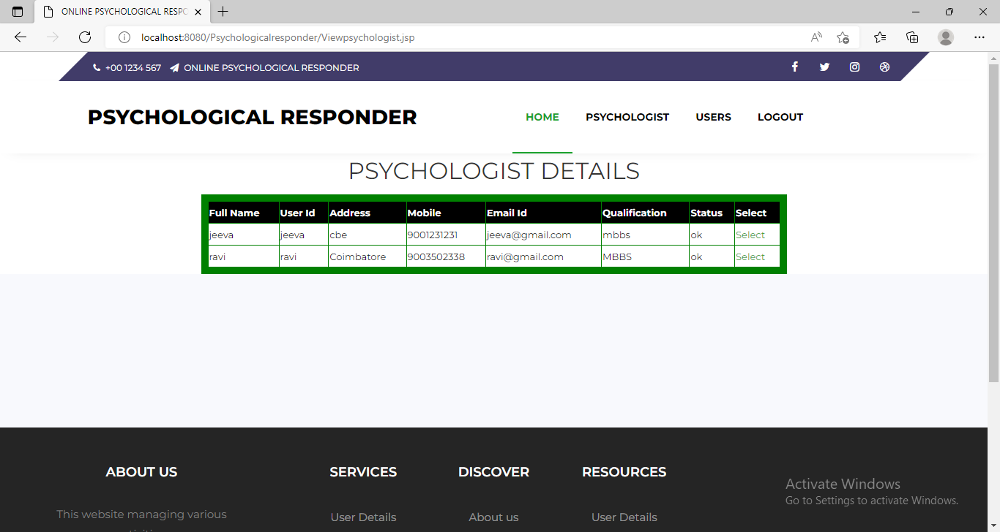 ONLINE PSYCHOLOGICAL RESPO
localhost:8080/Psychologicalresponder/Viewpsychologist.jsp
+00 1234 567 ONLINE PSYCHOLOGICAL RESPONDER
PSYCHOLOGICAL RESPONDER HOME PSYCHOLOGIST USERS LOGOUT
PSYCHOLOGIST DETAILS
Full Name User Id Address Mobile Email Id Qualification Status Select
jeeva jeeva cbe 9001231231 jeeva@gmail.com mbbs ok Select
ravi ravi Coimbatore 9003502338 ravi@gmail.com MBBS ok Select
ABOUT US SERVICES DISCOVER RESOURCES
Activate Windows
Go to Settings to activate Windows.
This website managing various User Details About us User Details